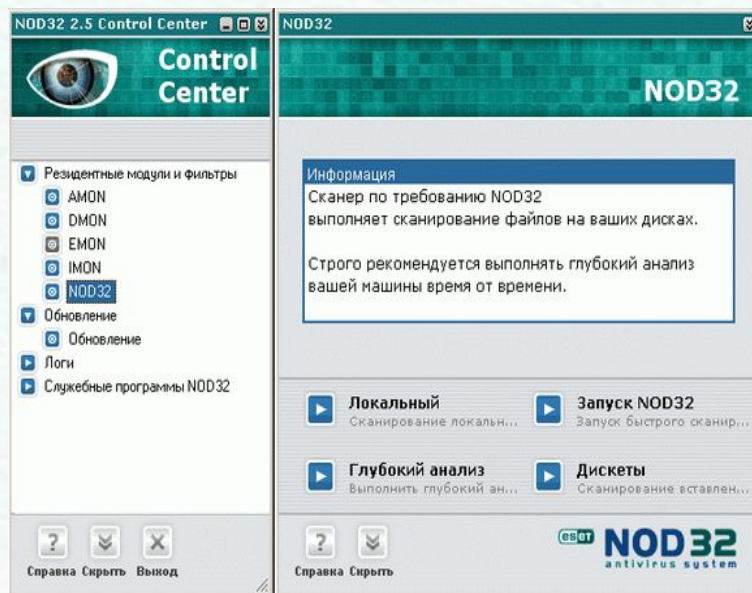 NOD32 2.5 Control Center
Control
Center
Резидентные модули и фильтры
AMON
DMON
EMON
IMON
NOD32
Обновление
Обновление
Логи
Служебные программы NOD32
Справка Скрыть Выход
NOD32
NOD32
Информация
Сканер по требованию NOD32
выполняет сканирование файлов на ваших дисках.
Строго рекомендуется выполнять глубокий анализ
вашей машины время от времени.
Локальный
Сканирование локальн...
Запуск NOD32
Запуск быстрого сканир...
Глубокий анализ
Выполнить глубокий ан...
Дискеты
Сканирование вставлен...
Справка Скрыть
eset NOD32
antivirus system